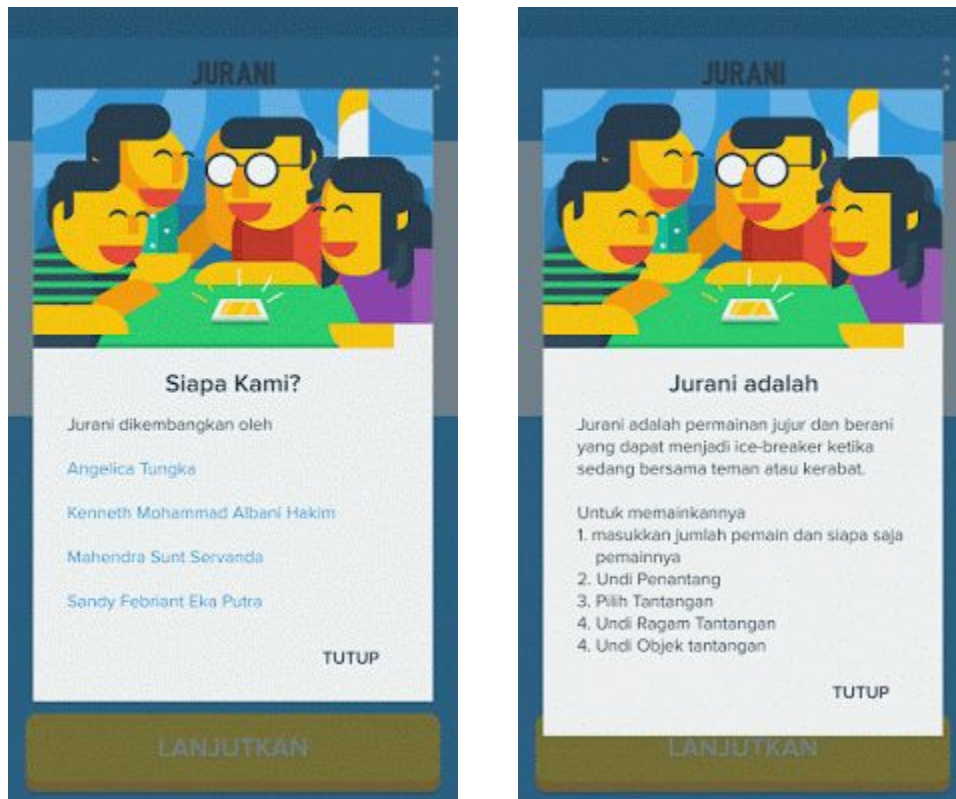 JURANI
Siapa Kami?
Jurani dikembangkan oleh
Angelica Tungka
Kenneth Mohammad Albani Hakim
Mahendra Sunt Servanda
Sandy Febriant Eka Putra
TUTUP
LANJUTKAN
JURANI
Jurani adalah
Jurani adalah permainan jujur dan berani
yang dapat menjadi ice-breaker ketika
sedang bersama teman atau kerabat.
Untuk memainkannya
1. masukkan jumlah pemain dan siapa saja
pemainnya
2. Undi Penantang
3. Pilih Tantangan
4. Undi Ragam Tantangan
4. Undi Objek tantangan
TUTUP
LANJUTKAN